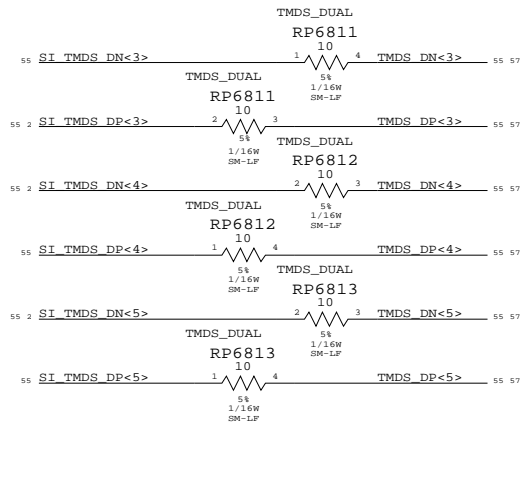 TMDS_DUAL
RP6811
10
55 SI_TMDS_DN<3> 1 4 TMDS_DN<3> 55 57
5%
1/16W
SM-LF
TMDS_DUAL
RP6811
10
55 2 SI_TMDS_DP<3> 2 3 TMDS_DP<3> 55 57
5%
1/16W
SM-LF
TMDS_DUAL
RP6812
10
55 2 SI_TMDS_DN<4> 2 3 TMDS_DN<4> 55 57
5%
1/16W
SM-LF
TMDS_DUAL
RP6812
10
55 SI_TMDS_DP<4> 1 4 TMDS_DP<4> 55 57
5%
1/16W
SM-LF
TMDS_DUAL
RP6813
10
55 2 SI_TMDS_DN<5> 2 3 TMDS_DN<5> 55 57
5%
1/16W
SM-LF
TMDS_DUAL
RP6813
10
55 SI_TMDS_DP<5> 1 4 TMDS_DP<5> 55 57
5%
1/16W
SM-LF